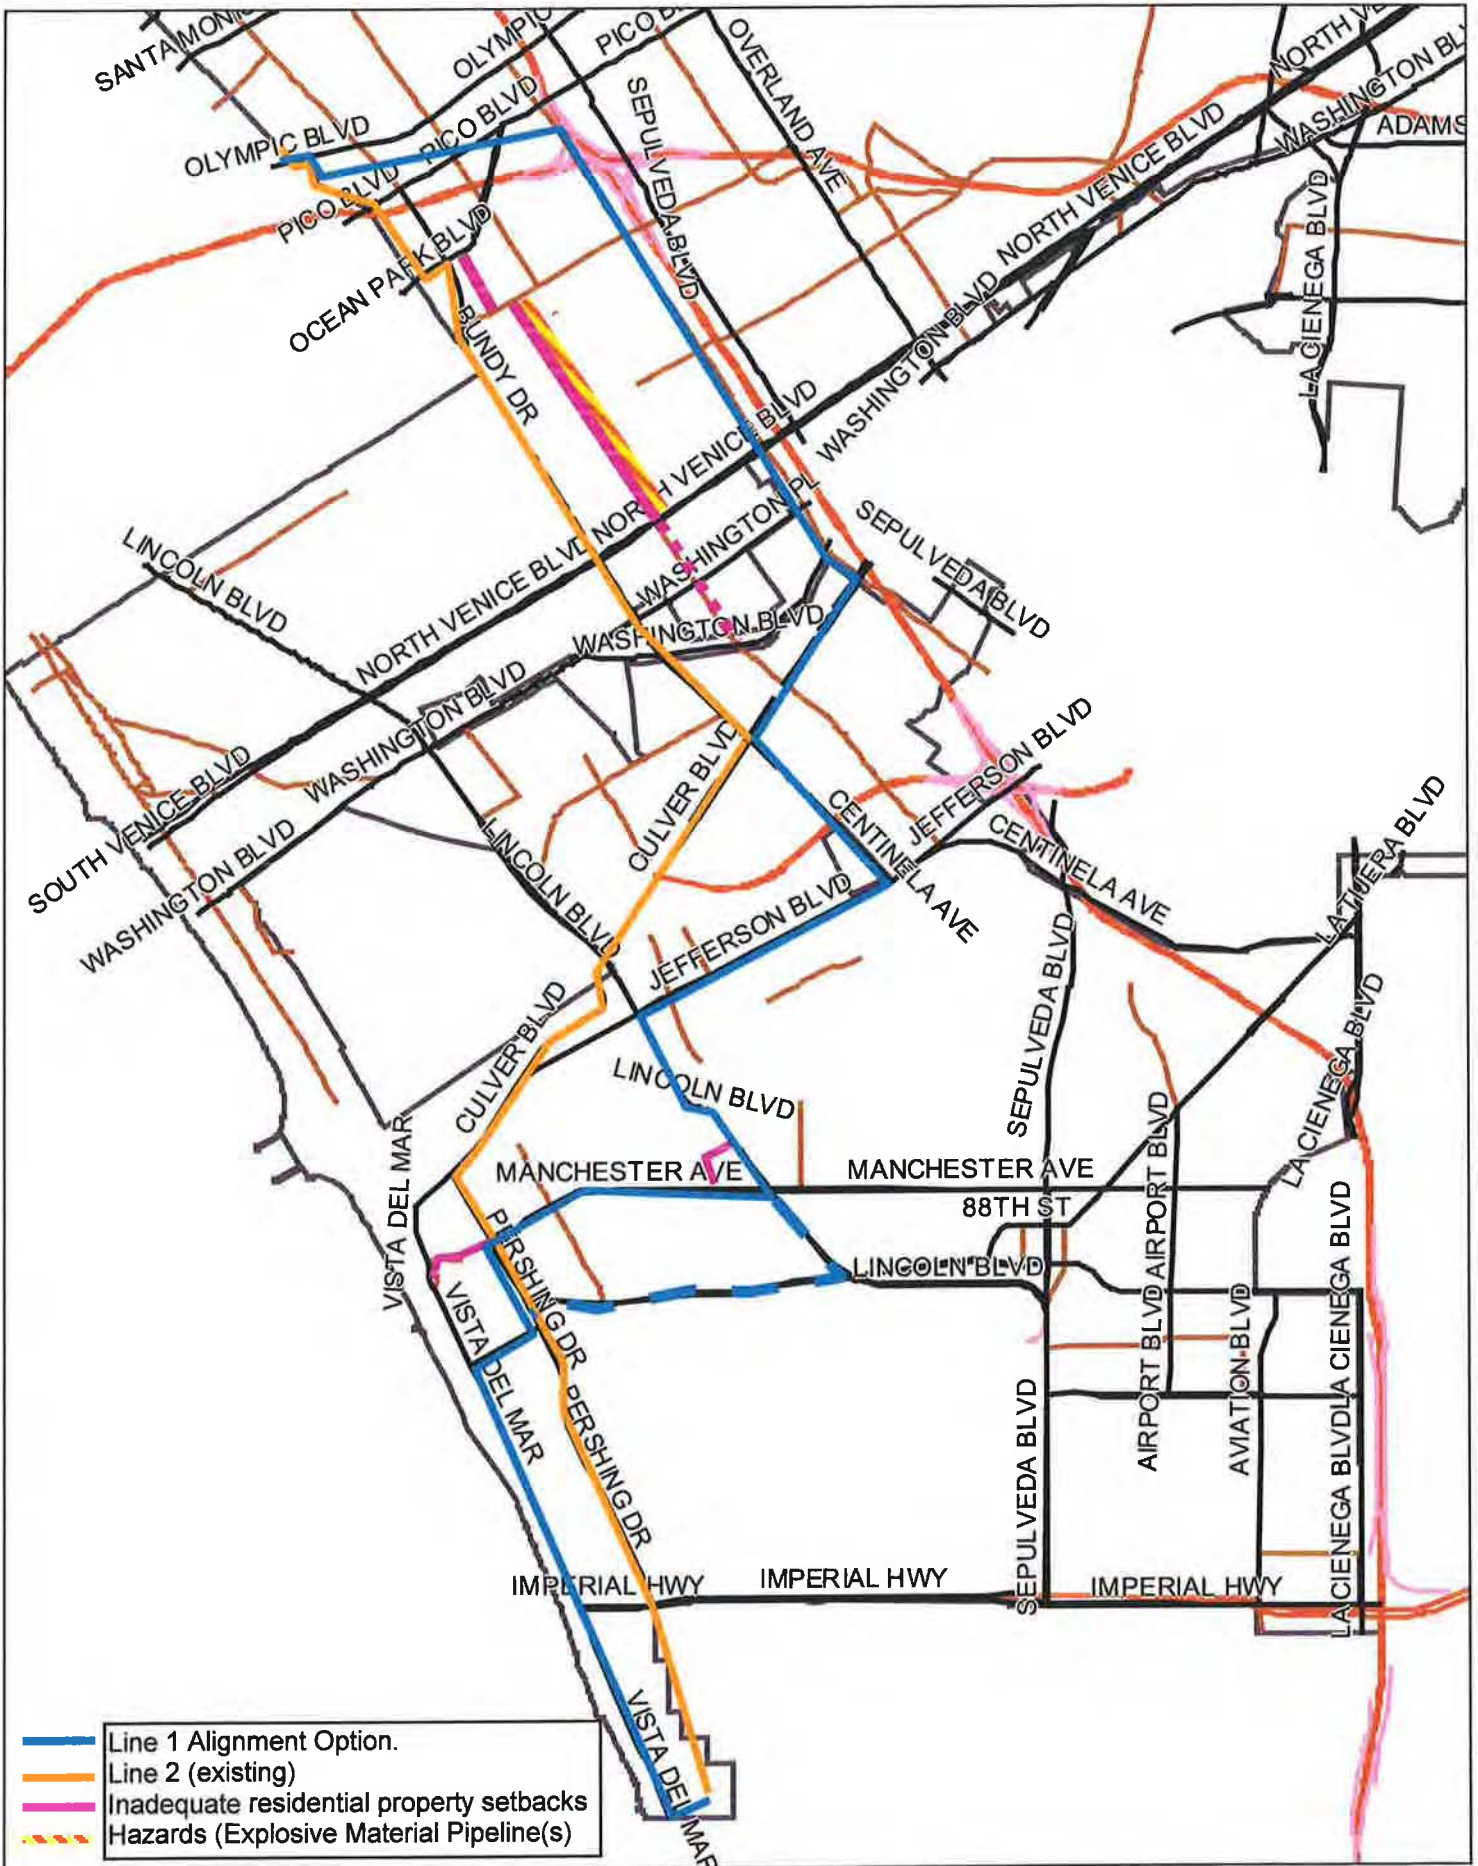 SANTA MONI
OLYMPIC
PICO B
OVERLAND AVE
NORTH VE
WASHINGTON BL
ADAMS
SEPULVEDA BLVD
OLYMPIC BLVD
PICO BLVD
PICO BLVD
OCEAN PARK BLVD
BUNDY DR
NORTH VENICE BLVD
LA CIENEGA BLVD
WASHINGTON BLVD
NORTH VENICE BLVD
WASHINGTON PL
SEPULVEDA BLVD
LINCOLN BLVD
NORTH VENICE BLVD
WASHINGTON BLVD
WASHINGTON BLVD
SOUTH VENICE BLVD
WASHINGTON BLVD
CULVER BLVD
CENTINELA AVE
JEFFERSON BLVD
CENTINELA AVE
LA TIJERA BLVD
LINCOLN BLVD
JEFFERSON BLVD
SEPULVEDA BLVD
CULVER BLVD
LINCOLN BLVD
LA CIENEGA BLVD
VISTA DEL MAR
MANCHESTER AVE
MANCHESTER AVE
88TH ST
AIRPORT BLVD
PERSHING DR
LINCOLN BLVD
VISTA DEL MAR
PERSHING DR
SEPULVEDA BLVD
AIRPORT BLVD
AVIATION BLVD
LA CIENEGA BLVD
LA CIENEGA BLVD
IMPERIAL HWY
IMPERIAL HWY
IMPERIAL HWY
VISTA DEL MAR
Line 1 Alignment Option.
Line 2 (existing)
Inadequate residential property setbacks
Hazards (Explosive Material Pipeline(s)